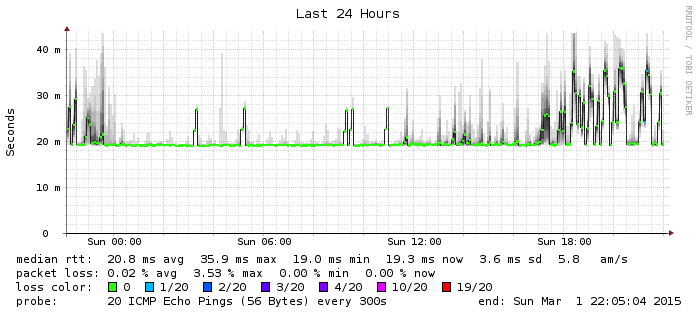 Last 24 Hours
RRDTOOL / TOBI OETIKER
Seconds
40 m
30 m
20 m
10 m
0
Sun 00:00 Sun 06:00 Sun 12:00 Sun 18:00
median rtt: 20.8 ms avg 35.9 ms max 19.0 ms min 19.3 ms now 3.6 ms sd 5.8 am/s
packet loss: 0.02 % avg 3.53 % max 0.00 % min 0.00 % now
loss color: 0 1/20 2/20 3/20 4/20 10/20 19/20
probe: 20 ICMP Echo Pings (56 Bytes) every 300s end: Sun Mar 1 22:05:04 2015